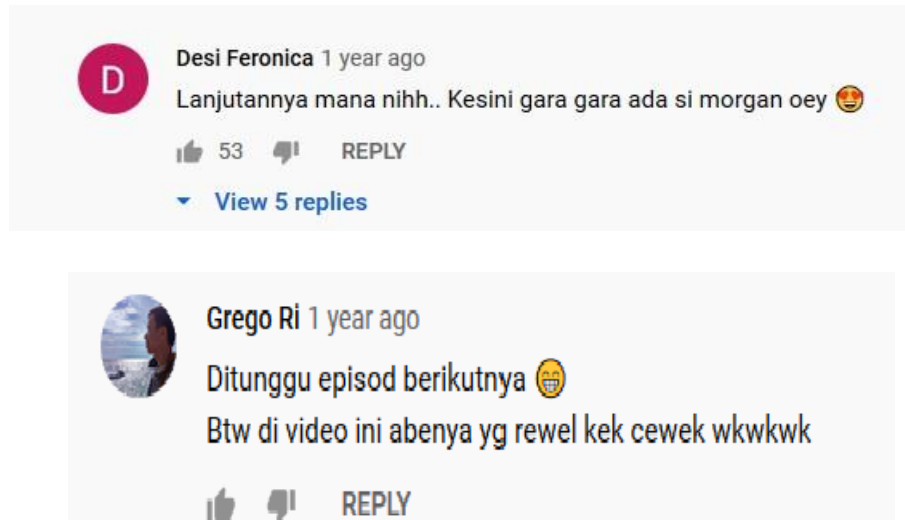 D
Desi Feronica 1 year ago
Lanjutannya mana nihh.. Kesini gara gara ada si morgan oey 😍
53 REPLY
View 5 replies
Grego Ri 1 year ago
Ditunggu episod berikutnya 😁
Btw di video ini abenya yg rewel kek cewek wkwkwk
REPLY